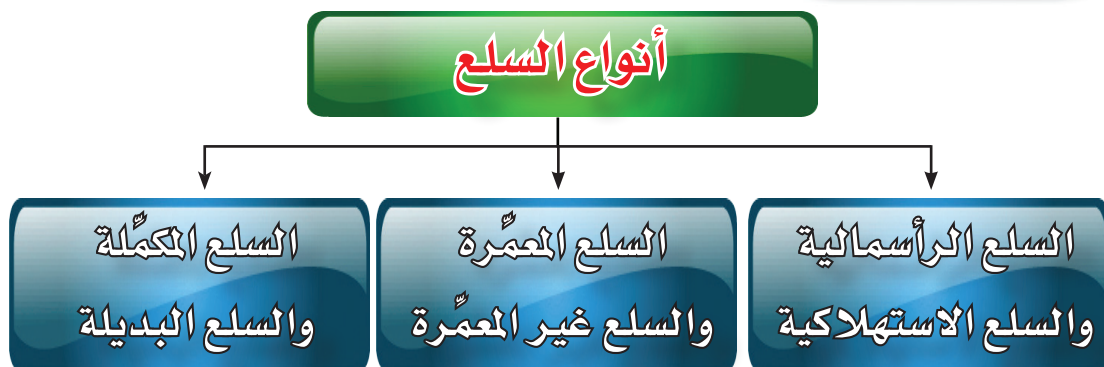 أنواع السلع
السلع الرأسمالية
والسلع الاستهلاكية
السلع المعمَّرة
والسلع غير المعمَّرة
السلع المكمَّلة
والسلع البديلة